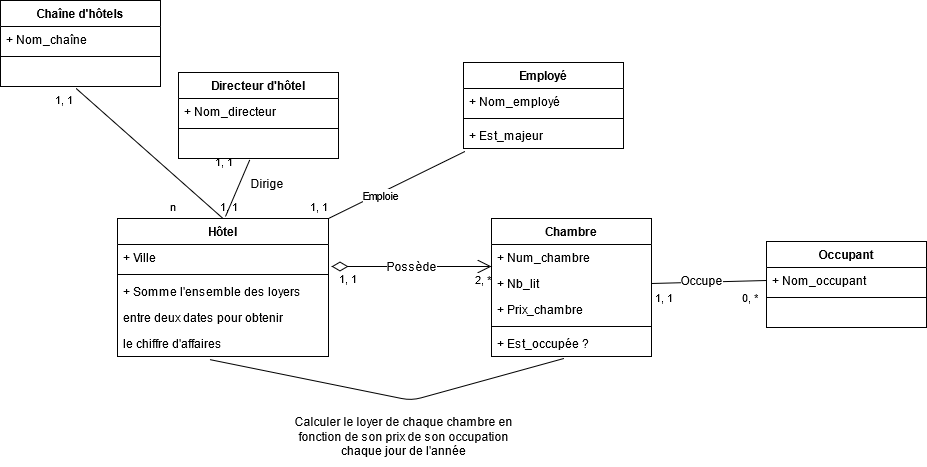 Chaîne d'hôtels
+ Nom_chaîne
1, 1
Directeur d'hôtel
+ Nom_directeur
1, 1
Dirige
Employé
+ Nom_employé
+ Est_majeur
Emploie
n
1, 1
1, 1
Hôtel
+ Ville
+ Somme l'ensemble des loyers
entre deux dates pour obtenir
le chiffre d'affaires
1, 1
Possède
2, *
Chambre
+ Num_chambre
+ Nb_lit
+ Prix_chambre
+ Est_occupée ?
1, 1
Occupe
0, *
Occupant
+ Nom_occupant
Calculer le loyer de chaque chambre en
fonction de son prix de son occupation
chaque jour de l'année